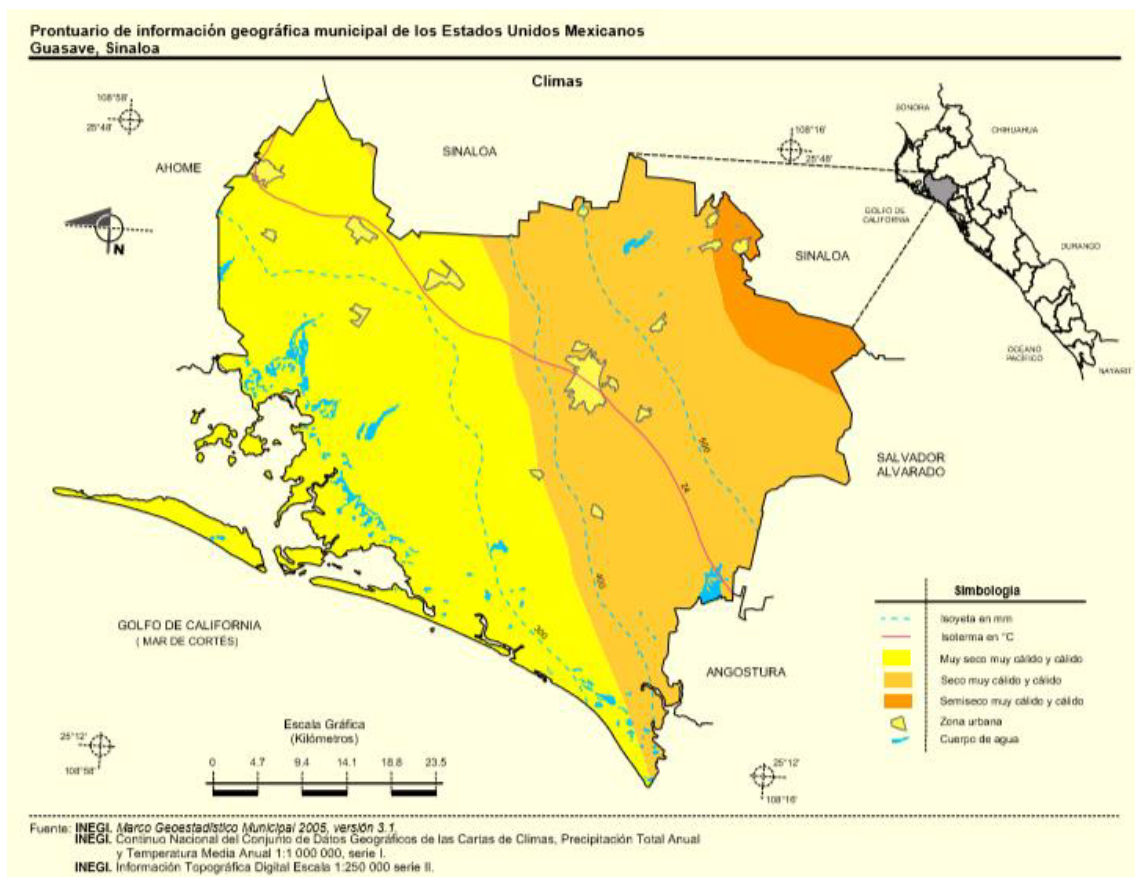 Prontuario de información geográfica municipal de los Estados Unidos Mexicanos
Guasave, Sinaloa
Climas
108°58'
25°48'
AHOME
SINALOA
108°16'
25°48'
SONORA
CHIHUAHUA
GOLFO DE
CALIFORNIA
DURANGO
OCEANO
PACÍFICO
NAYARIT
N
SINALOA
500
24
SALVADOR
ALVARADO
400
300
GOLFO DE CALIFORNIA
( MAR DE CORTÉS)
ANGOSTURA
Simbología
Isoyeta en mm
Isoterma en °C
Muy seco muy cálido y cálido
Seco muy cálido y cálido
Semiseco muy cálido y cálido
Zona urbana
Cuerpo de agua
25°12'
108°58'
Escala Gráfica
(Kilómetros)
0 4.7 9.4 14.1 18.8 23.5
25°12'
108°16'
Fuente: INEGI. Marco Geoestadístico Municipal 2005, versión 3.1.
INEGI. Continuo Nacional del Conjunto de Datos Geográficos de las Cartas de Climas, Precipitación Total Anual
y Temperatura Media Anual 1:1 000 000, serie I.
INEGI. Información Topográfica Digital Escala 1:250 000 serie II.